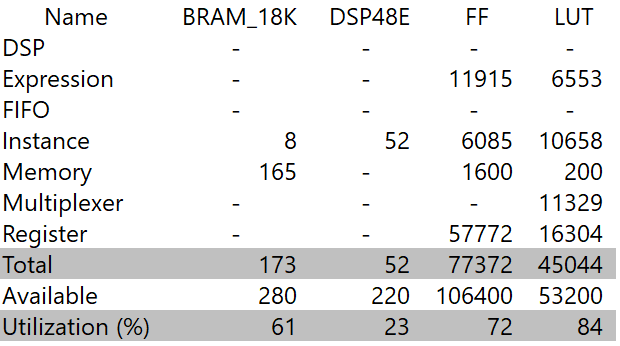 Name BRAM_18K DSP48E FF LUT
DSP - - - -
Expression - - 11915 6553
FIFO - - - -
Instance 8 52 6085 10658
Memory 165 - 1600 200
Multiplexer - - - 11329
Register - - 57772 16304
Total 173 52 77372 45044
Available 280 220 106400 53200
Utilization (%) 61 23 72 84